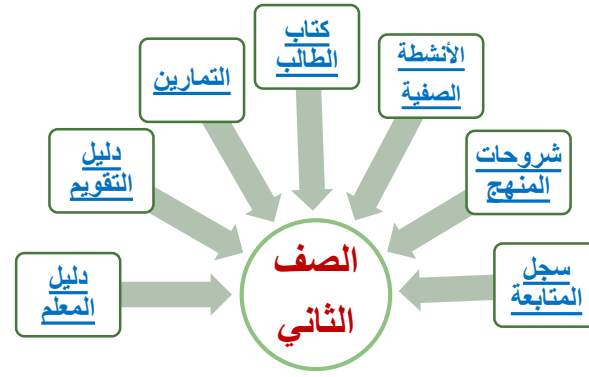 كتاب
الطالب
الأنشطة
الصفية
التمارين
شروحات
المنهج
دليل
التقويم
سجل
المتابعة
دليل
المعلم
الصف
الثاني